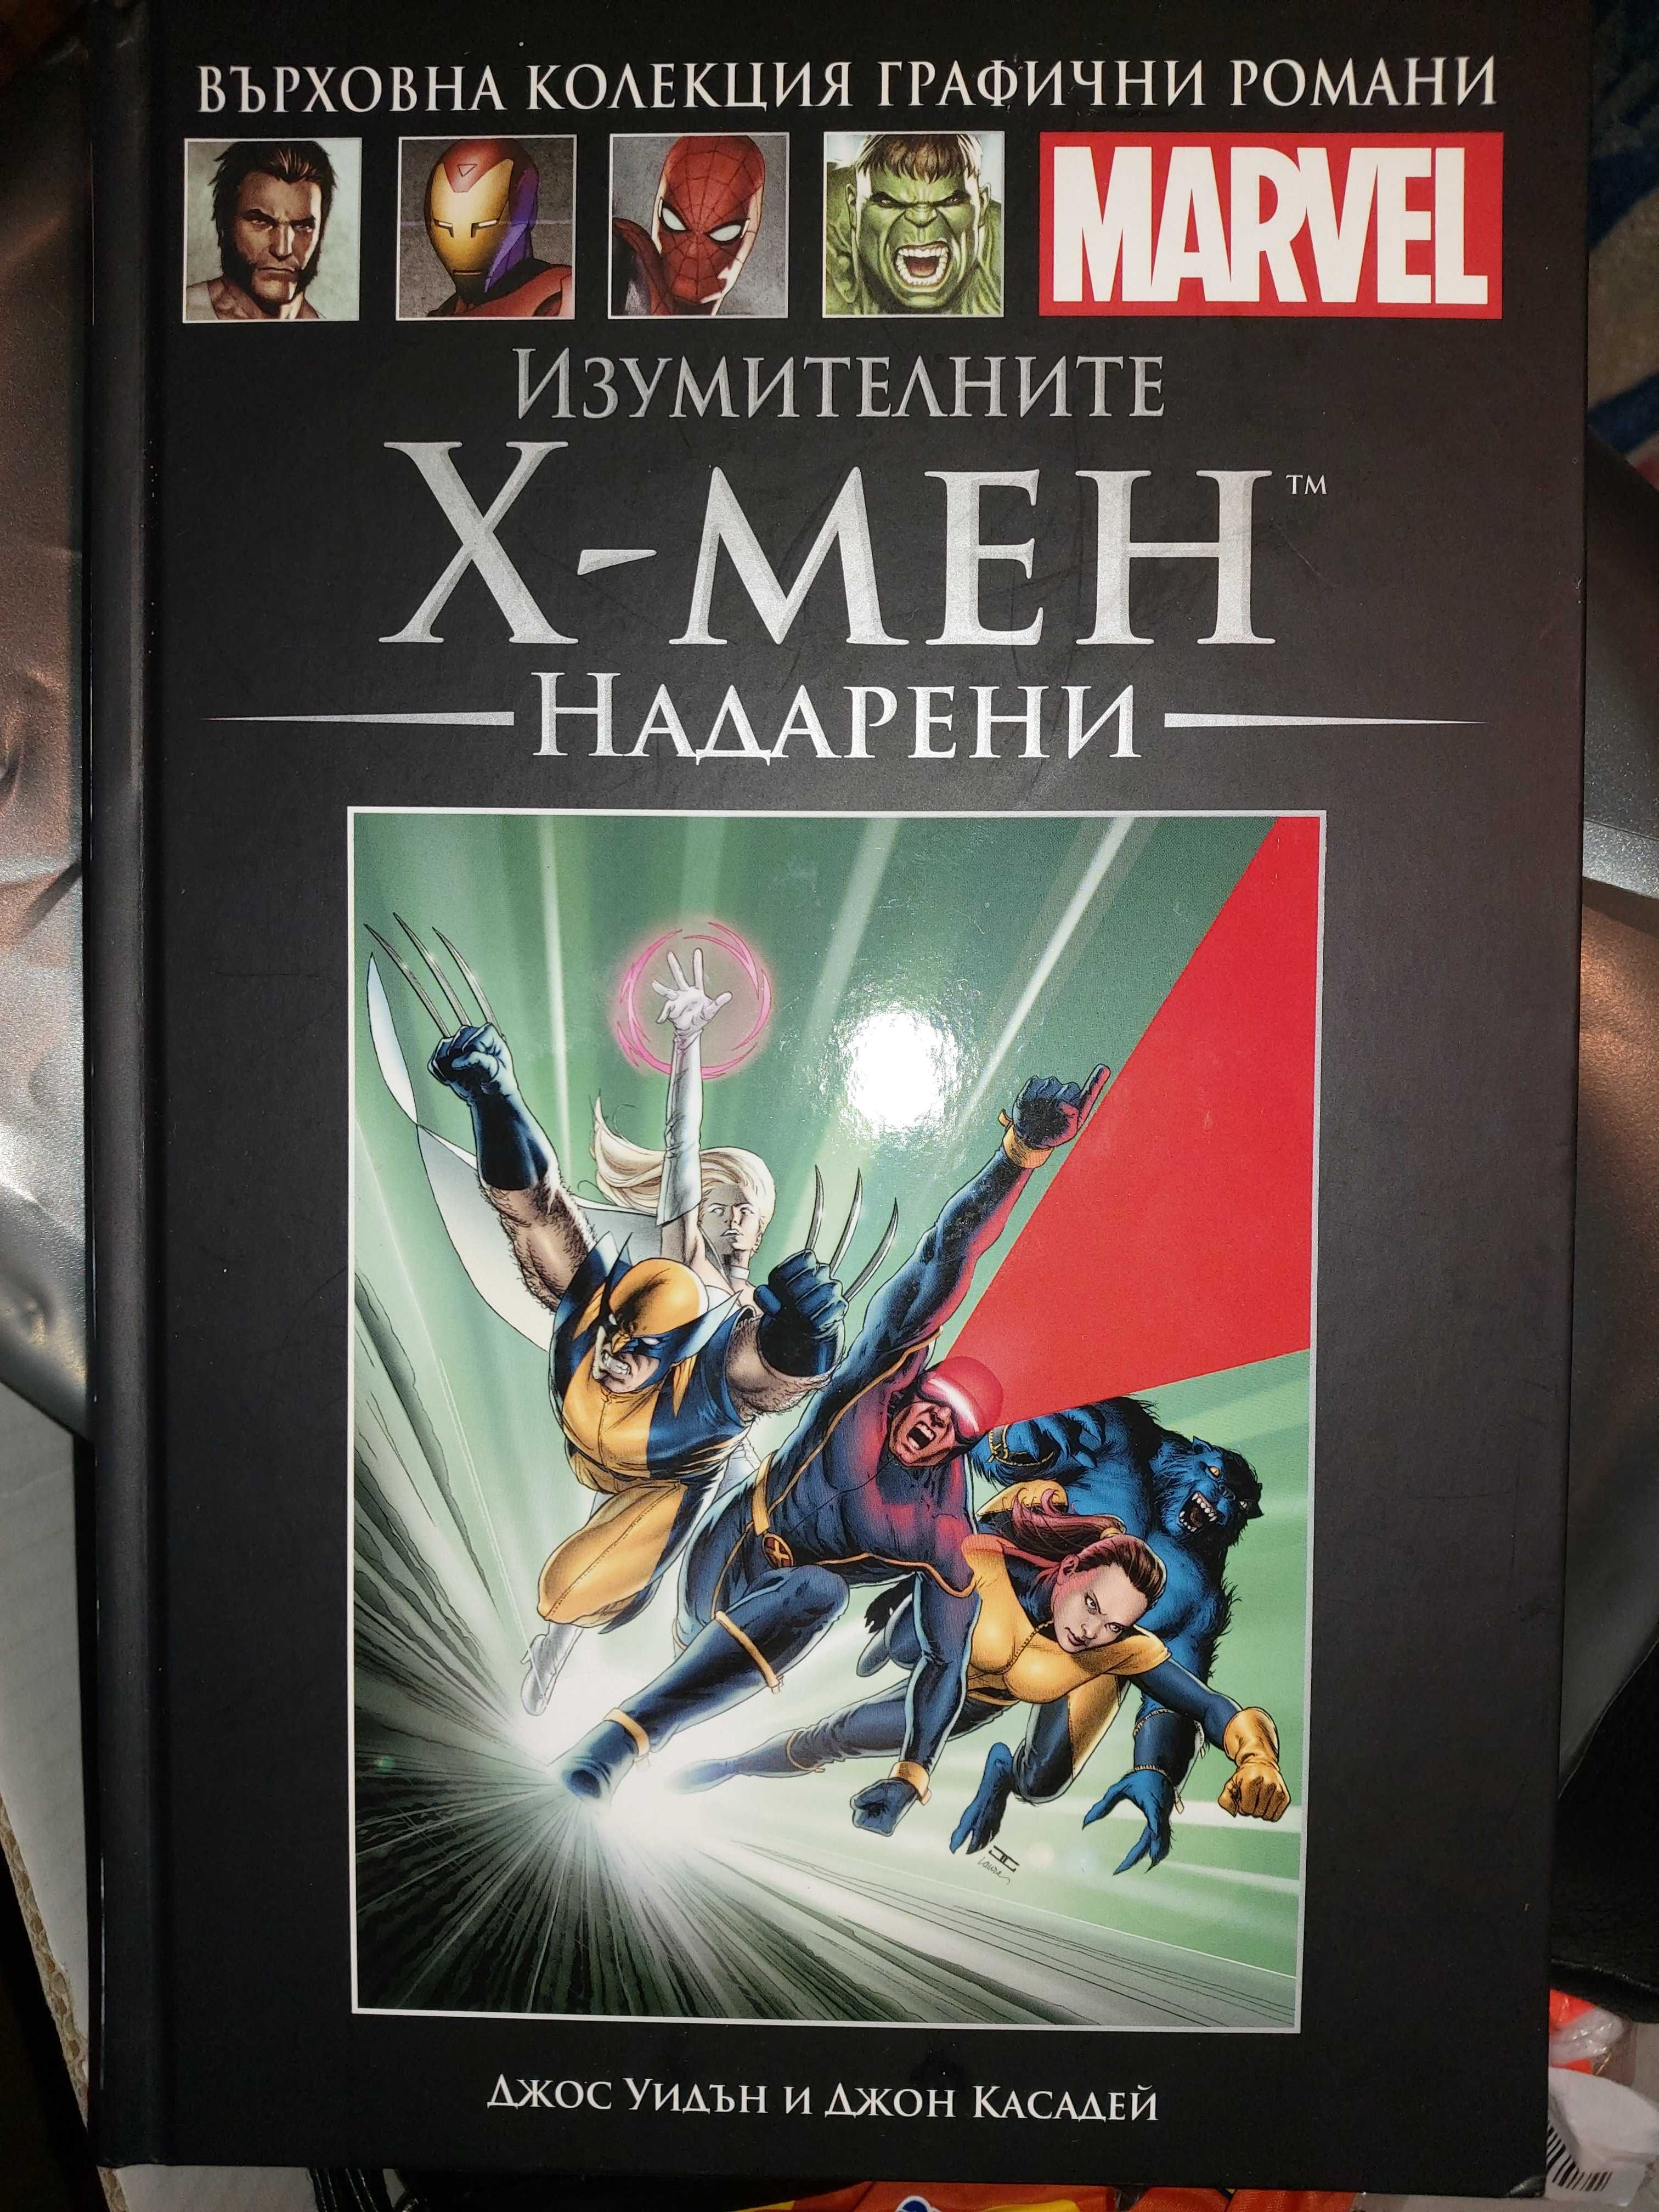 ВЪРХОВНА КОЛЕКЦИЯ ГРАФИЧНИ РОМАНИ
MARVEL
ИЗУМИТЕЛНИТЕ
Х-МЕН™
НАДАРЕНИ
ДЖОС УИДЪН И ДЖОН КАСАДЕЙ